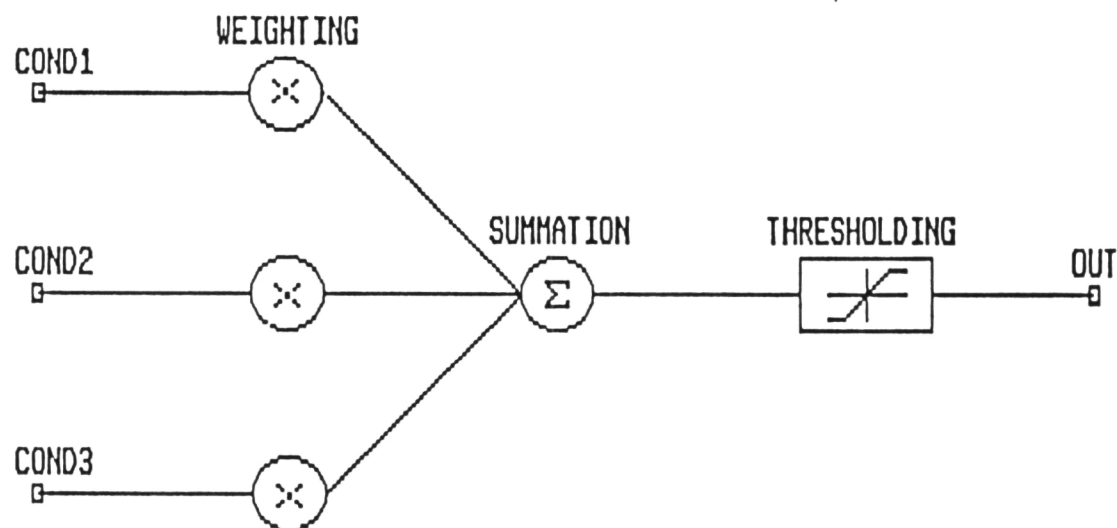 WEIGHTING
COND1
COND2
SUMMATION
Σ
THRESHOLDING
OUT
COND3